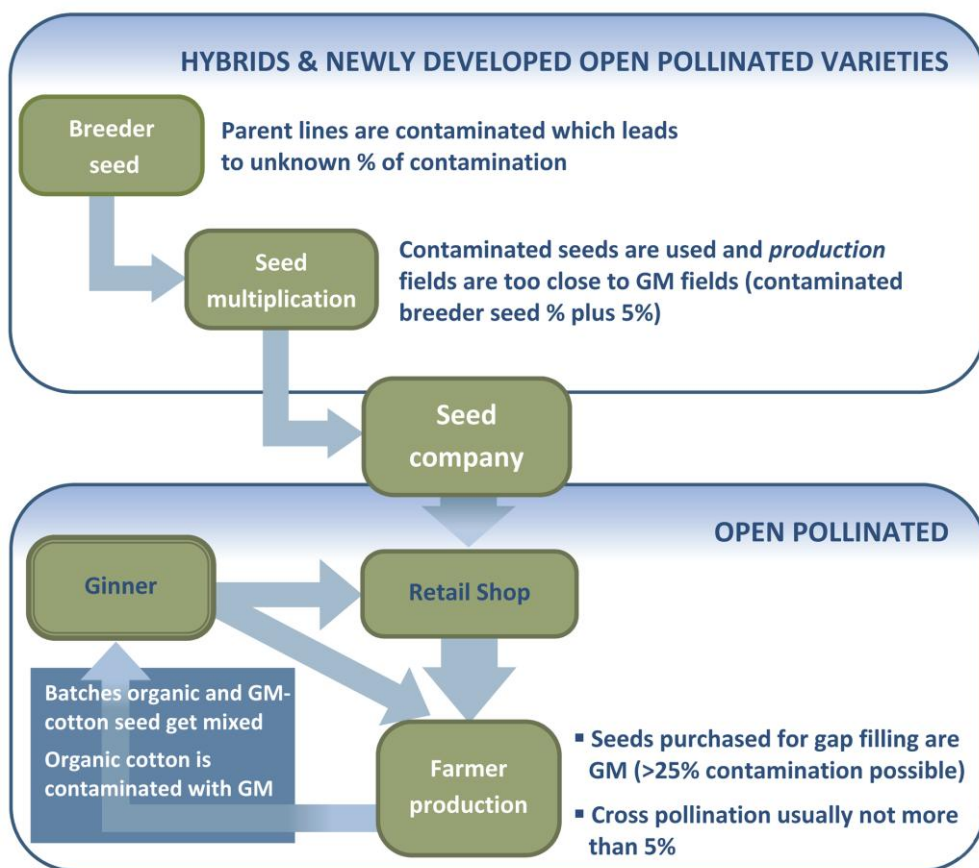 HYBRIDS & NEWLY DEVELOPED OPEN POLLINATED VARIETIES
Breeder
seed
Parent lines are contaminated which leads
to unknown % of contamination
Seed
multiplication
Contaminated seeds are used and production
fields are too close to GM fields (contaminated
breeder seed % plus 5%)
Seed
company
OPEN POLLINATED
Ginner
Retail Shop
Batches organic and GM-
cotton seed get mixed
Organic cotton is
contaminated with GM
Farmer
production
▪ Seeds purchased for gap filling are
GM (>25% contamination possible)
▪ Cross pollination usually not more
than 5%